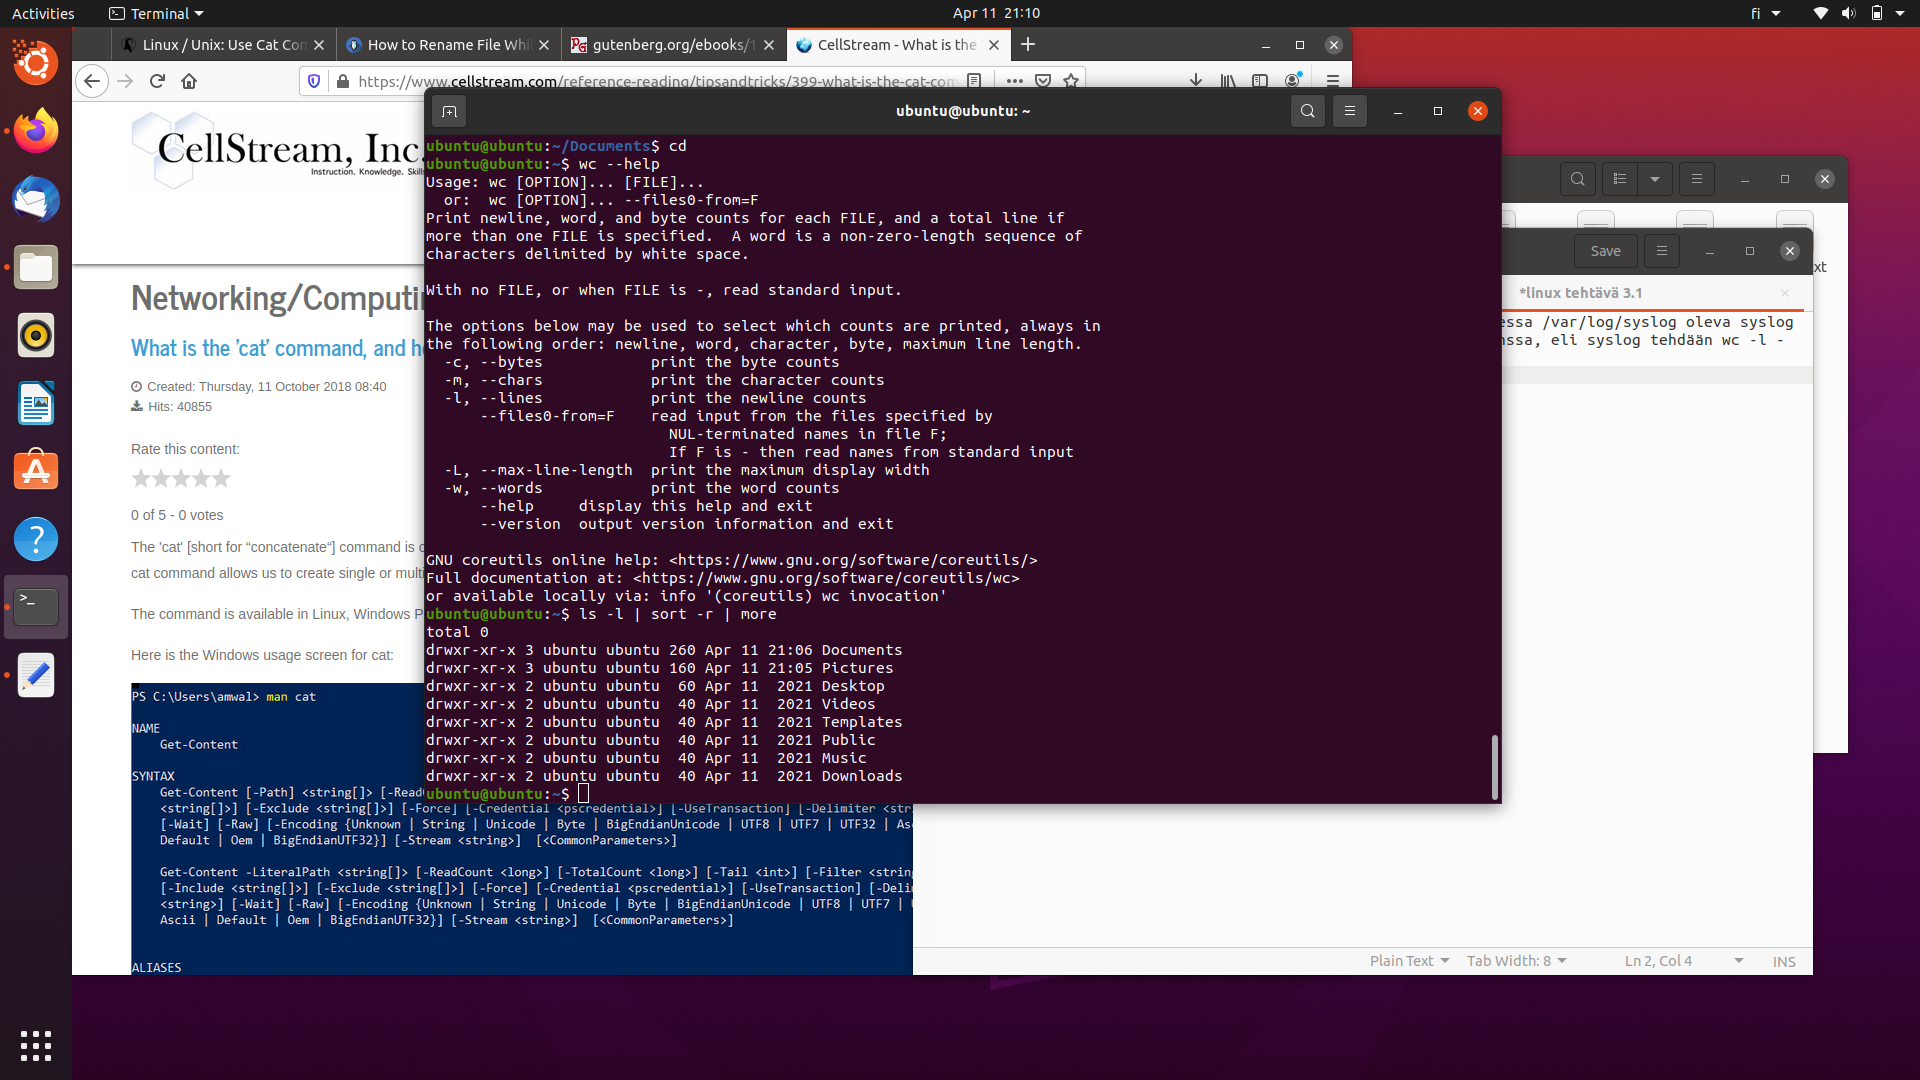 Activities
Terminal
Apr 11 21:10
fi
Linux / Unix: Use Cat Con
How to Rename File Whi
gutenberg.org/ebooks/1
CellStream - What is the
https://www.cellstream.com/reference-reading/tipsandtricks/399-what-is-the-cat-com
CellStream, Inc.
Instruction. Knowledge. Skills
Networking/Computi
What is the 'cat' command, and h
Created: Thursday, 11 October 2018 08:40
Hits: 40855
Rate this content:
0 of 5 - 0 votes
The 'cat' [short for “concatenate“] command is
cat command allows us to create single or multi
The command is available in Linux, Windows P
Here is the Windows usage screen for cat:
PS C:\Users\amwal> man cat
NAME
Get-Content
SYNTAX
Get-Content [-Path] <string[]> [-ReadC
<string[]>] [-Exclude <string[]>] [-Force] [-Credential <pscredential>] [-UseTransaction] [-Delimiter <str
[-Wait] [-Raw] [-Encoding {Unknown | String | Unicode | Byte | BigEndianUnicode | UTF8 | UTF7 | UTF32 | Asc
Default | Oem | BigEndianUTF32}] [-Stream <string>] [<CommonParameters>]
Get-Content -LiteralPath <string[]> [-ReadCount <long>] [-TotalCount <long>] [-Tail <int>] [-Filter <string
[-Include <string[]>] [-Exclude <string[]>] [-Force] [-Credential <pscredential>] [-UseTransaction] [-Deli
<string>] [-Wait] [-Raw] [-Encoding {Unknown | String | Unicode | Byte | BigEndianUnicode | UTF8 | UTF7 |
Ascii | Default | Oem | BigEndianUTF32}] [-Stream <string>] [<CommonParameters>]
ALIASES
ubuntu@ubuntu: ~
ubuntu@ubuntu:~/Documents$ cd
ubuntu@ubuntu:~$ wc --help
Usage: wc [OPTION]... [FILE]...
or: wc [OPTION]... --files0-from=F
Print newline, word, and byte counts for each FILE, and a total line if
more than one FILE is specified. A word is a non-zero-length sequence of
characters delimited by white space.
With no FILE, or when FILE is -, read standard input.
The options below may be used to select which counts are printed, always in
the following order: newline, word, character, byte, maximum line length.
-c, --bytes print the byte counts
-m, --chars print the character counts
-l, --lines print the newline counts
--files0-from=F read input from the files specified by
NUL-terminated names in file F;
If F is - then read names from standard input
-L, --max-line-length print the maximum display width
-w, --words print the word counts
--help display this help and exit
--version output version information and exit
GNU coreutils online help: <https://www.gnu.org/software/coreutils/>
Full documentation at: <https://www.gnu.org/software/coreutils/wc>
or available locally via: info '(coreutils) wc invocation'
ubuntu@ubuntu:~$ ls -l | sort -r | more
total 0
drwxr-xr-x 3 ubuntu ubuntu 260 Apr 11 21:06 Documents
drwxr-xr-x 3 ubuntu ubuntu 160 Apr 11 21:05 Pictures
drwxr-xr-x 2 ubuntu ubuntu 60 Apr 11 2021 Desktop
drwxr-xr-x 2 ubuntu ubuntu 40 Apr 11 2021 Videos
drwxr-xr-x 2 ubuntu ubuntu 40 Apr 11 2021 Templates
drwxr-xr-x 2 ubuntu ubuntu 40 Apr 11 2021 Public
drwxr-xr-x 2 ubuntu ubuntu 40 Apr 11 2021 Music
drwxr-xr-x 2 ubuntu ubuntu 40 Apr 11 2021 Downloads
ubuntu@ubuntu:~$
xt
Save
*linux tehtävä 3.1
essa /var/log/syslog oleva syslog
nssa, eli syslog tehdään wc -l -
Plain Text
Tab Width: 8
Ln 2, Col 4
INS